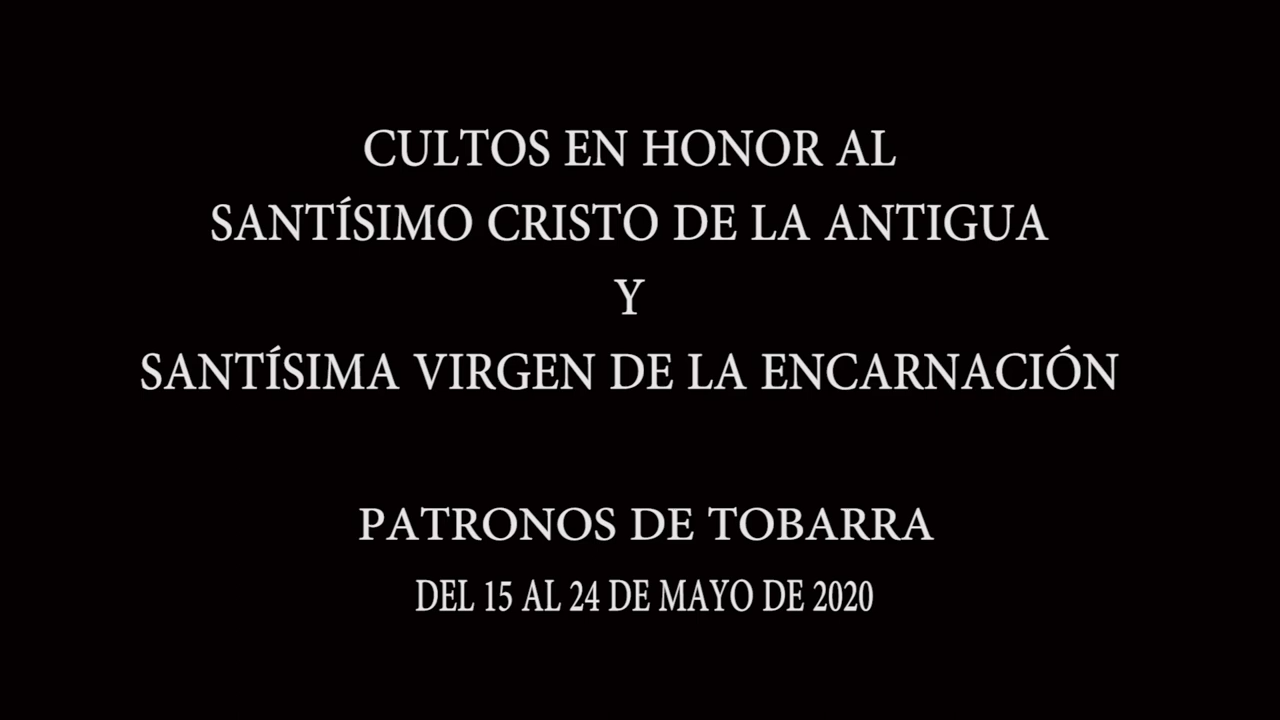 CULTOS EN HONOR AL
SANTÍSIMO CRISTO DE LA ANTIGUA
Y
SANTÍSIMA VIRGEN DE LA ENCARNACIÓN
PATRONOS DE TOBARRA
DEL 15 AL 24 DE MAYO DE 2020